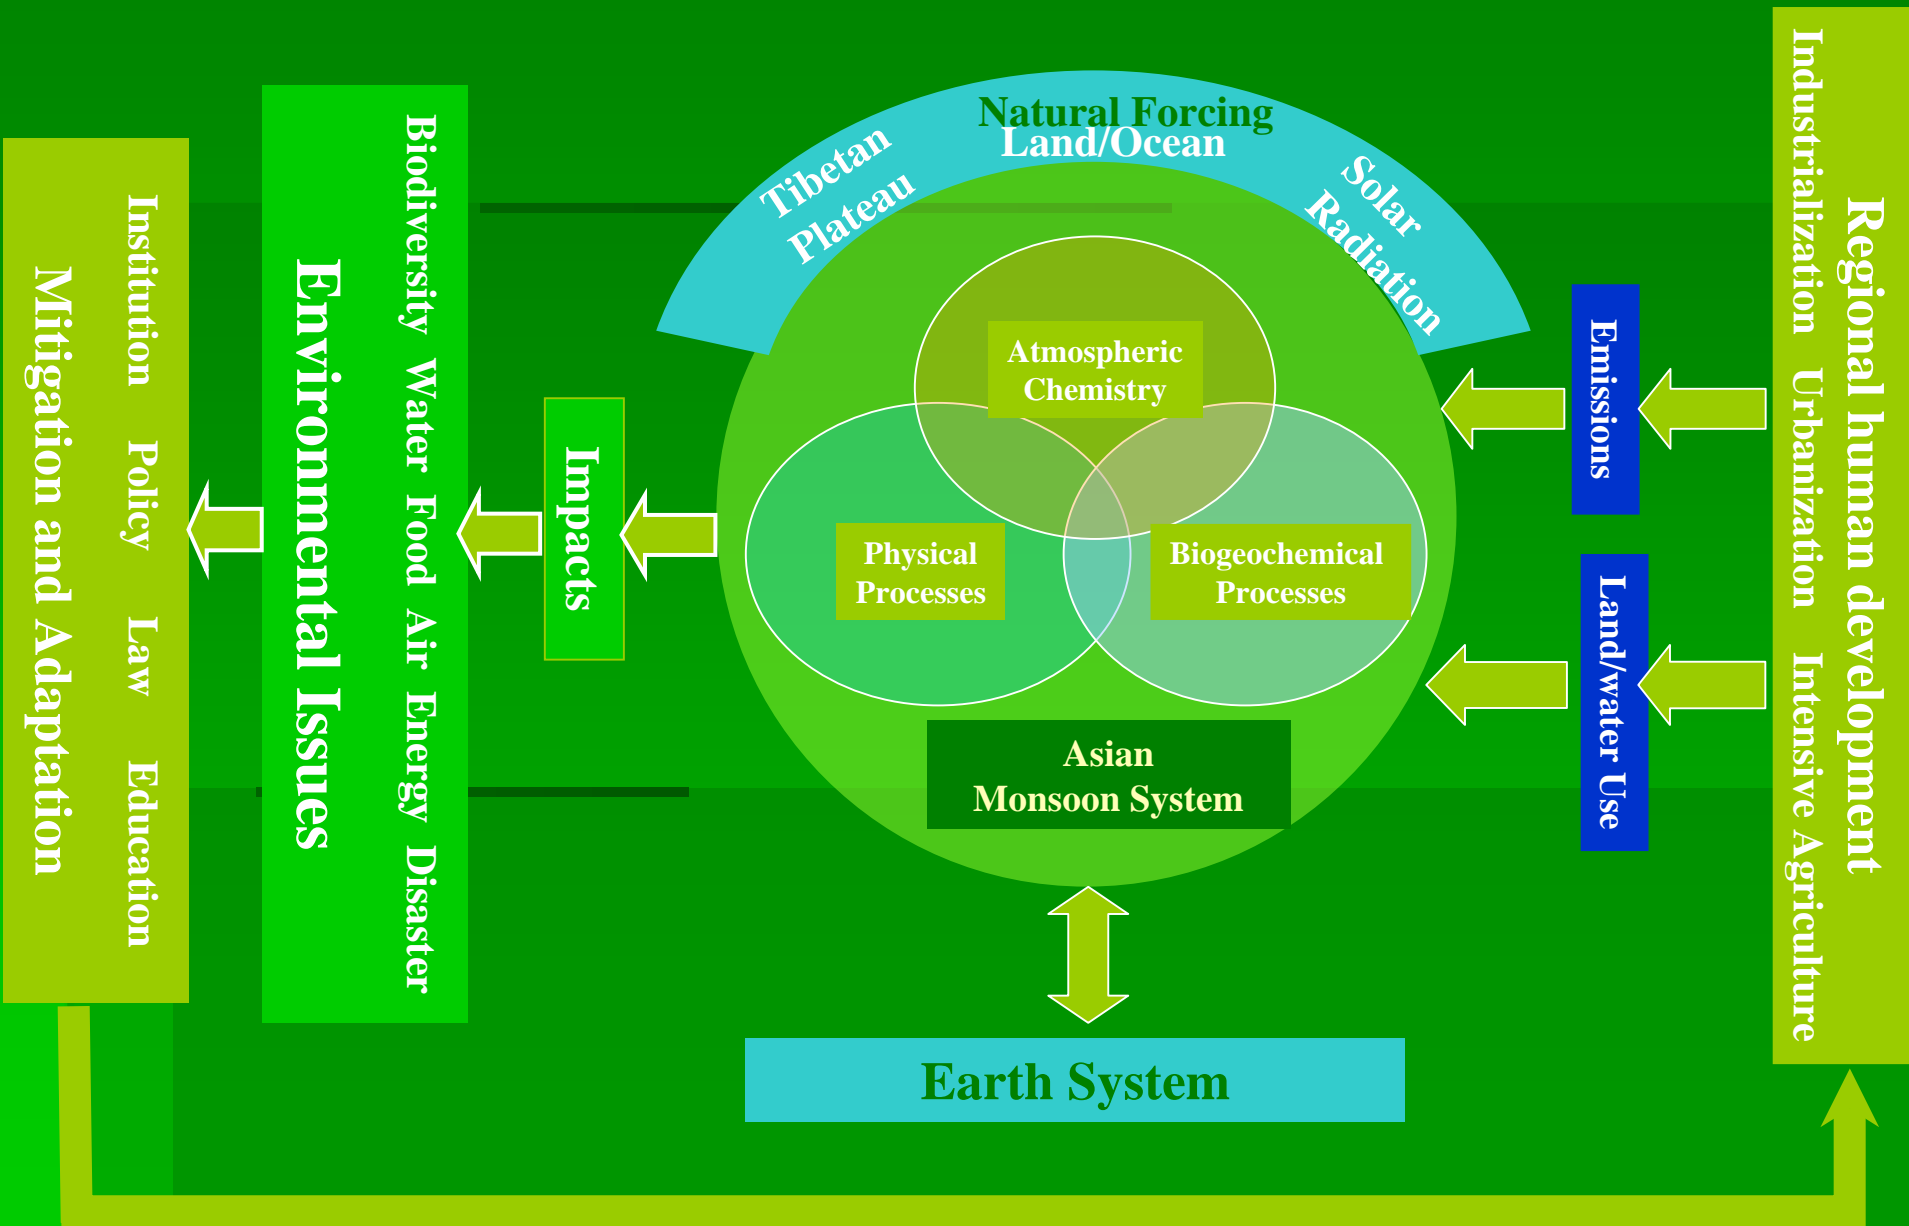 Natural Forcing
Land/Ocean
Tibetan
Plateau
Solar
Radiation
Atmospheric
Chemistry
Physical
Processes
Biogeochemical
Processes
Asian
Monsoon System
Earth System
Regional human development
Industrialization Urbanization Intensive Agriculture
Emissions
Land/water Use
Impacts
Biodiversity Water Food Air Energy Disaster
Environmental Issues
Institution Policy Law Education
Mitigation and Adaptation